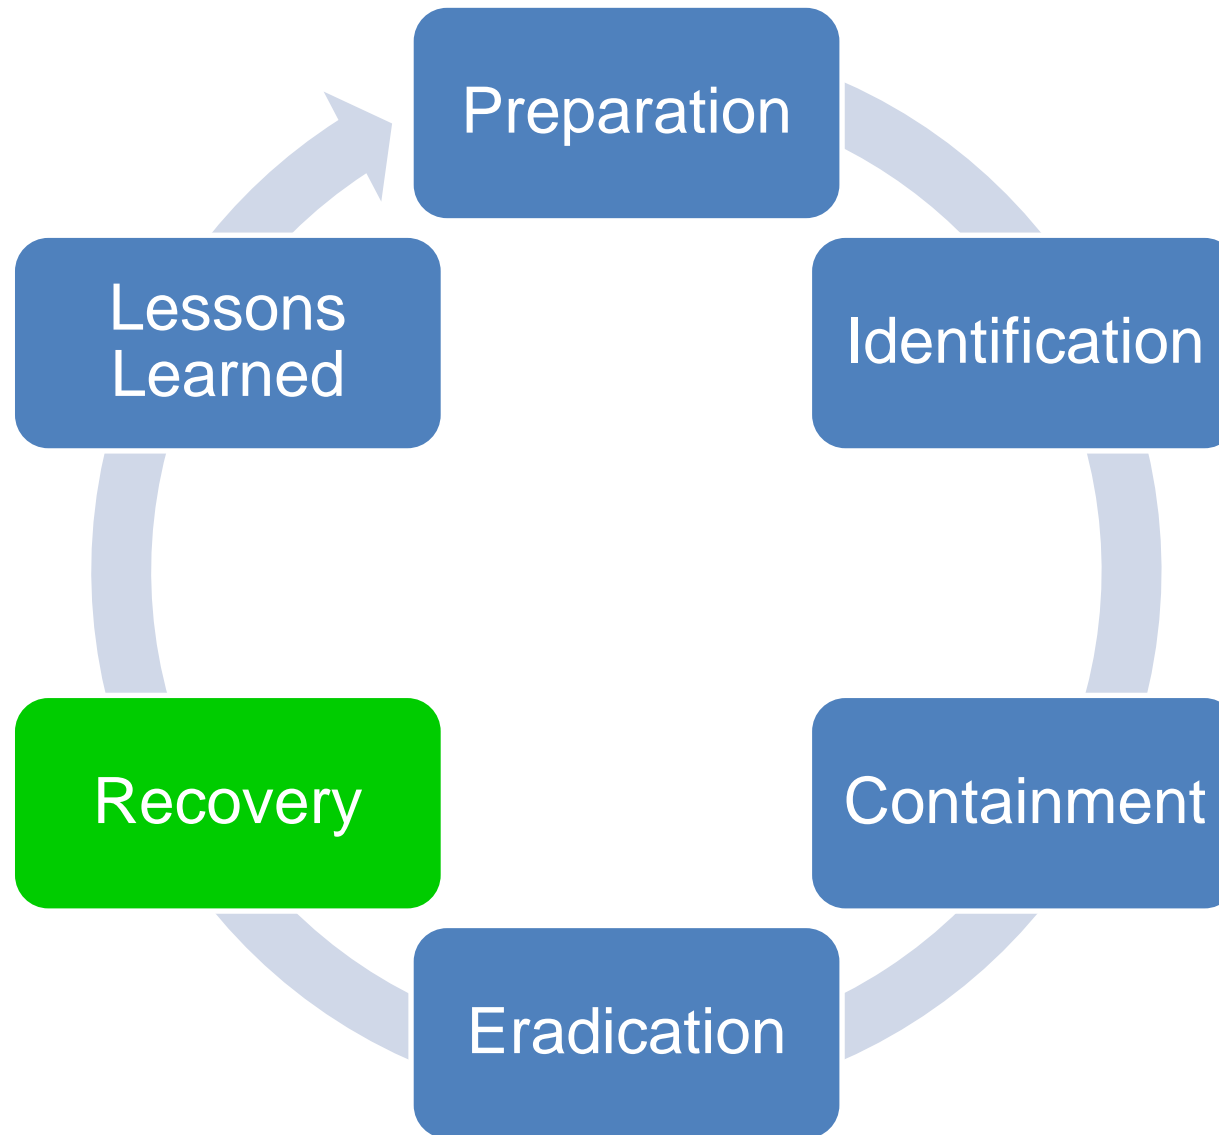 Preparation
Identification
Containment
Eradication
Recovery
Lessons
Learned